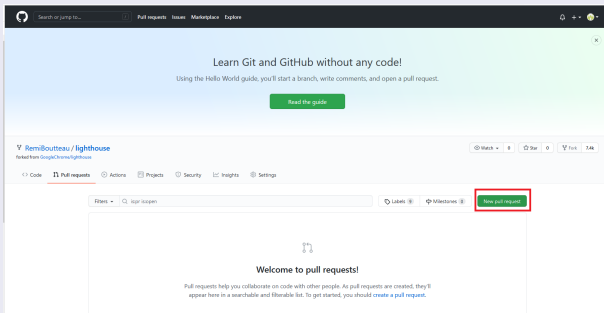 Search or jump to... / Pull requests Issues Marketplace Explore
Learn Git and GitHub without any code!
Using the Hello World guide, you'll start a branch, write comments, and open a pull request.
Read the guide
RemiBoutteau / lighthouse
forked from GoogleChrome/lighthouse
Watch 0 Star 0 Fork 7.4k
Code Pull requests Actions Projects Security Insights Settings
Filters is:pr is:open Labels 9 Milestones 2 New pull request
Welcome to pull requests!
Pull requests help you collaborate on code with other people. As pull requests are created, they'll
appear here in a searchable and filterable list. To get started, you should create a pull request.